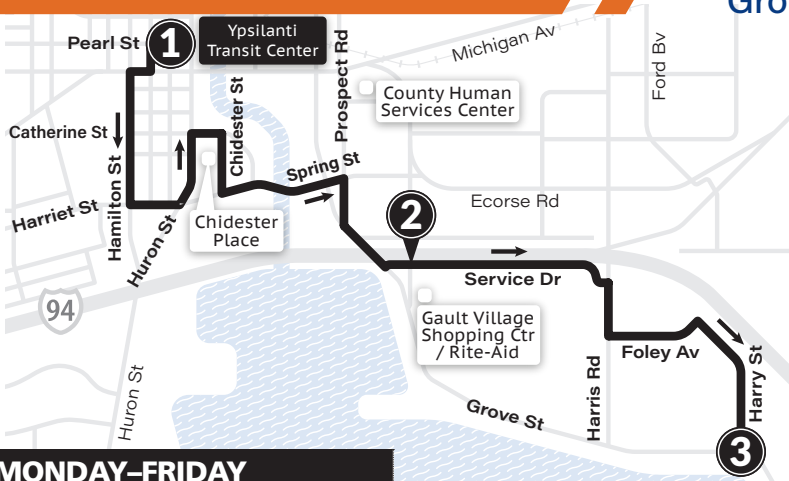 Gro
Pearl St
1
Ypsilanti
Transit Center
Michigan Av
Ford Bv
Prospect Rd
County Human
Services Center
Chidester St
Catherine St
Hamilton St
Spring St
Harriet St
Huron St
Chidester
Place
2
Ecorse Rd
Service Dr
94
Gault Village
Shopping Ctr
/ Rite-Aid
Foley Av
Harris Rd
Harry St
Huron St
Grove St
3
MONDAY–FRIDAY